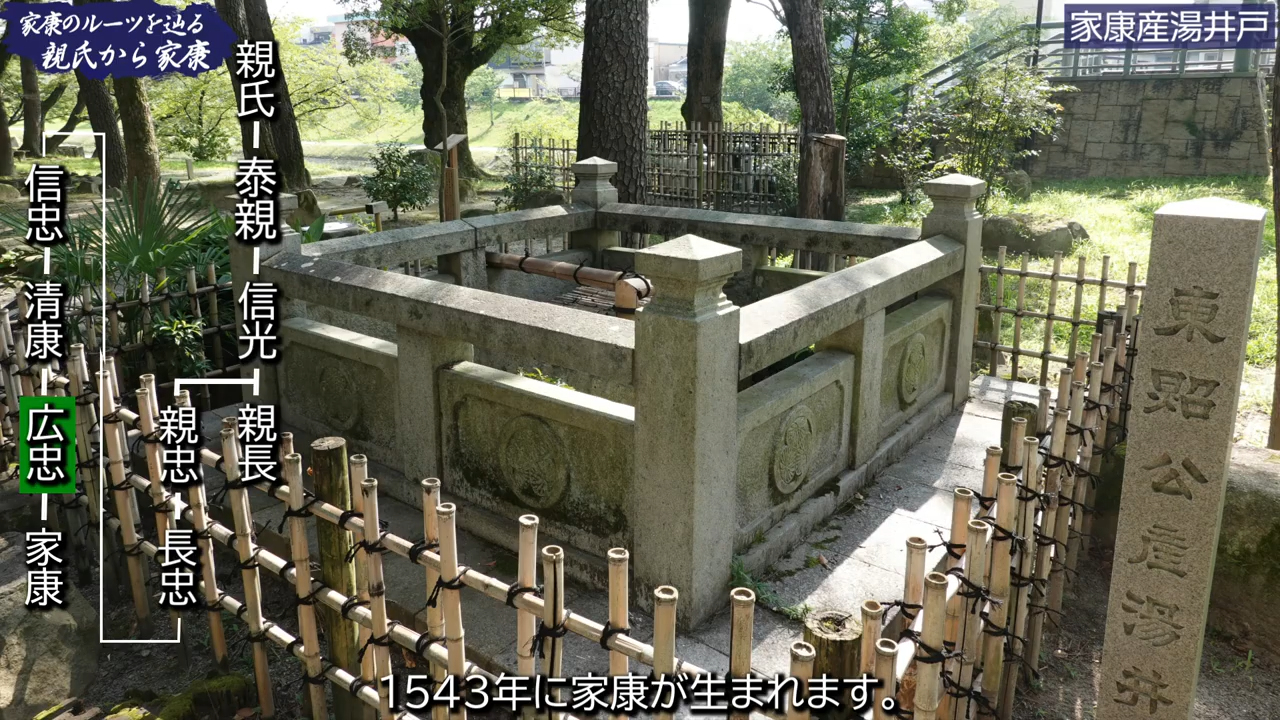 家康のルーツを辿る
親氏から家康
家康産湯井戸
親氏
泰親
信光
親長
親忠
長忠
信忠
清康
広忠
家康
東照公産湯井
1543年に家康が生まれます。